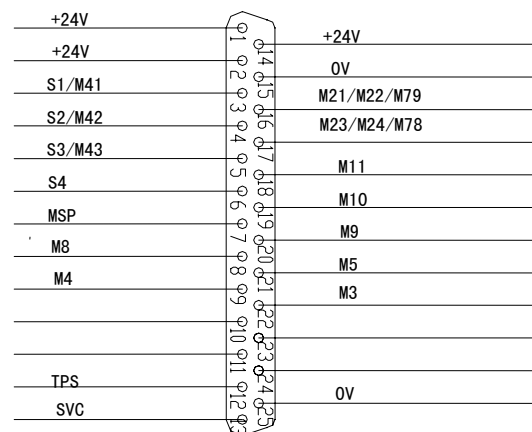 +24V
+24V
S1/M41
S2/M42
S3/M43
S4
MSP
M8
M4
TPS
SVC
1
2
3
4
5
6
7
8
9
10
11
12
13
14
15
16
17
18
19
20
21
22
23
24
25
+24V
0V
M21/M22/M79
M23/M24/M78
M11
M10
M9
M5
M3
0V